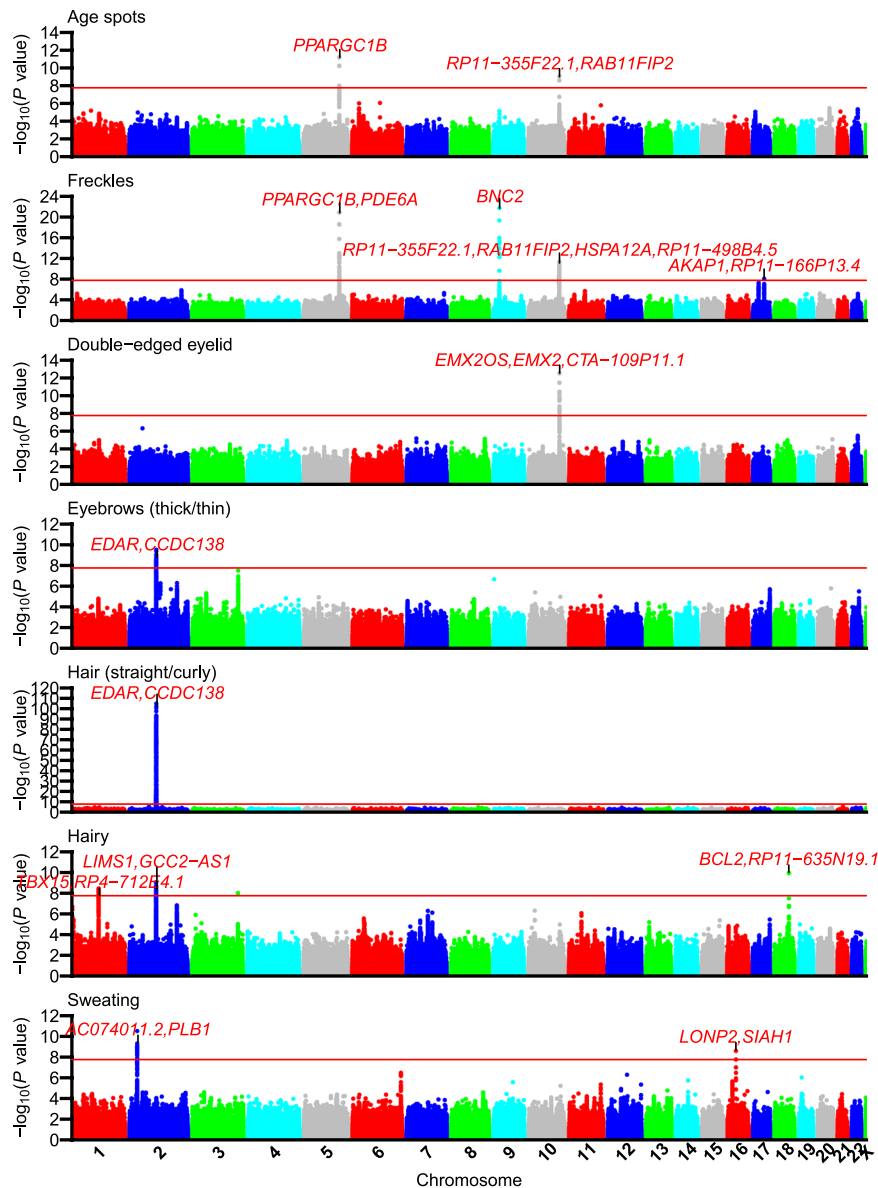 Age spots
−log10(P value)
14
12
10
8
6
4
2
0
PPARGC1B
RP11−355F22.1,RAB11FIP2
Freckles
−log10(P value)
24
20
16
12
8
4
0
PPARGC1B,PDE6A
BNC2
RP11−355F22.1,RAB11FIP2,HSPA12A,RP11−498B4.5
AKAP1,RP11−166P13.4
Double−edged eyelid
−log10(P value)
14
12
10
8
6
4
2
0
EMX2OS,EMX2,CTA−109P11.1
Eyebrows (thick/thin)
−log10(P value)
12
10
8
6
4
2
0
EDAR,CCDC138
Hair (straight/curly)
−log10(P value)
120
110
100
90
80
70
60
50
40
30
20
10
0
EDAR,CCDC138
Hairy
−log10(P value)
12
10
8
6
4
2
0
LIMS1,GCC2−AS1
TBX15,RP4−712E4.1
BCL2,RP11−635N19.1
Sweating
−log10(P value)
12
10
8
6
4
2
0
AC074011.2,PLB1
LONP2,SIAH1
1 2 3 4 5 6 7 8 9 10 11 12 13 14 15 16 17 18 19 20 21 22 X
Chromosome